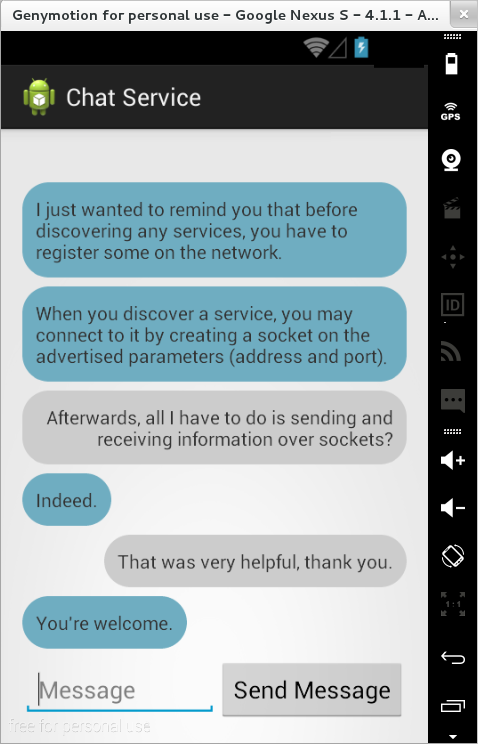 Genymotion for personal use – Google Nexus S – 4.1.1 – A...
Chat Service
GPS
I just wanted to remind you that before
discovering any services, you have to
register some on the network.
When you discover a service, you may
connect to it by creating a socket on the
advertised parameters (address and port).
Afterwards, all I have to do is sending and
receiving information over sockets?
Indeed.
That was very helpful, thank you.
You're welcome.
Message
Send Message
free for personal use
ID
1:1